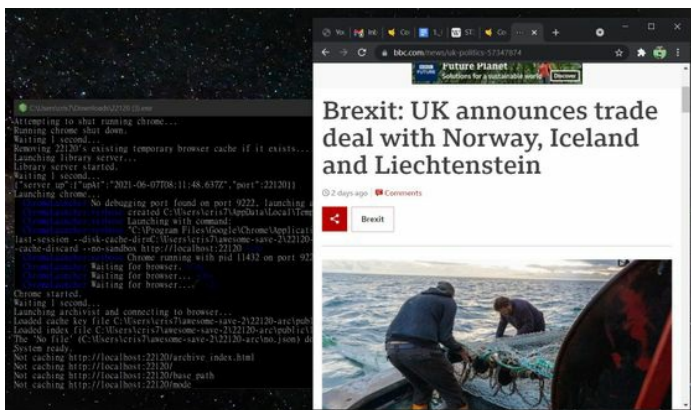 C:\Users\cris7\Downloads\22120 (3).exe
Attempting to shut running chrome...
Running chrome shut down.
Waiting 1 second...
Removing 22120's existing temporary browser cache if it exists...
Launching library server...
Library server started.
Waiting 1 second...
{"server_up":{"upAt":"2021-06-07T08:11:48.637Z","port":22120}}
Launching chrome...
No debugging port found on port 9222, launching a
created C:\Users\cris7\AppData\Local\Temp
Launching with command:
"C:\Program Files\Google\Chrome\Applicati
last-session --disk-cache-dir=C:\Users\cris7\awesome-save-2\22120-
-cache-discard --no-sandbox http://localhost:22120
Chrome running with pid 11432 on port 922
Waiting for browser.
Waiting for browser...
Waiting for browser...
Chrome started.
Waiting 1 second...
Launching archivist and connecting to browser...
Loaded cache key file C:\Users\cris7\awesome-save-2\22120-arc\publ
Loaded index file C:\Users\cris7\awesome-save-2\22120-arc\public\l
The 'No file' (C:\Users\cris7\awesome-save-2\22120-arc\no.json) do
System ready.
Not caching http://localhost:22120/archive_index.html
Not caching http://localhost:22120/
Not caching http://localhost:22120/base_path
Not caching http://localhost:22120/mode
bbc.com/news/uk-politics-57347874
BBC FUTURE
Future Planet
Solutions for a sustainable world
Discover
Brexit: UK announces trade
deal with Norway, Iceland
and Liechtenstein
2 days ago Comments
Brexit